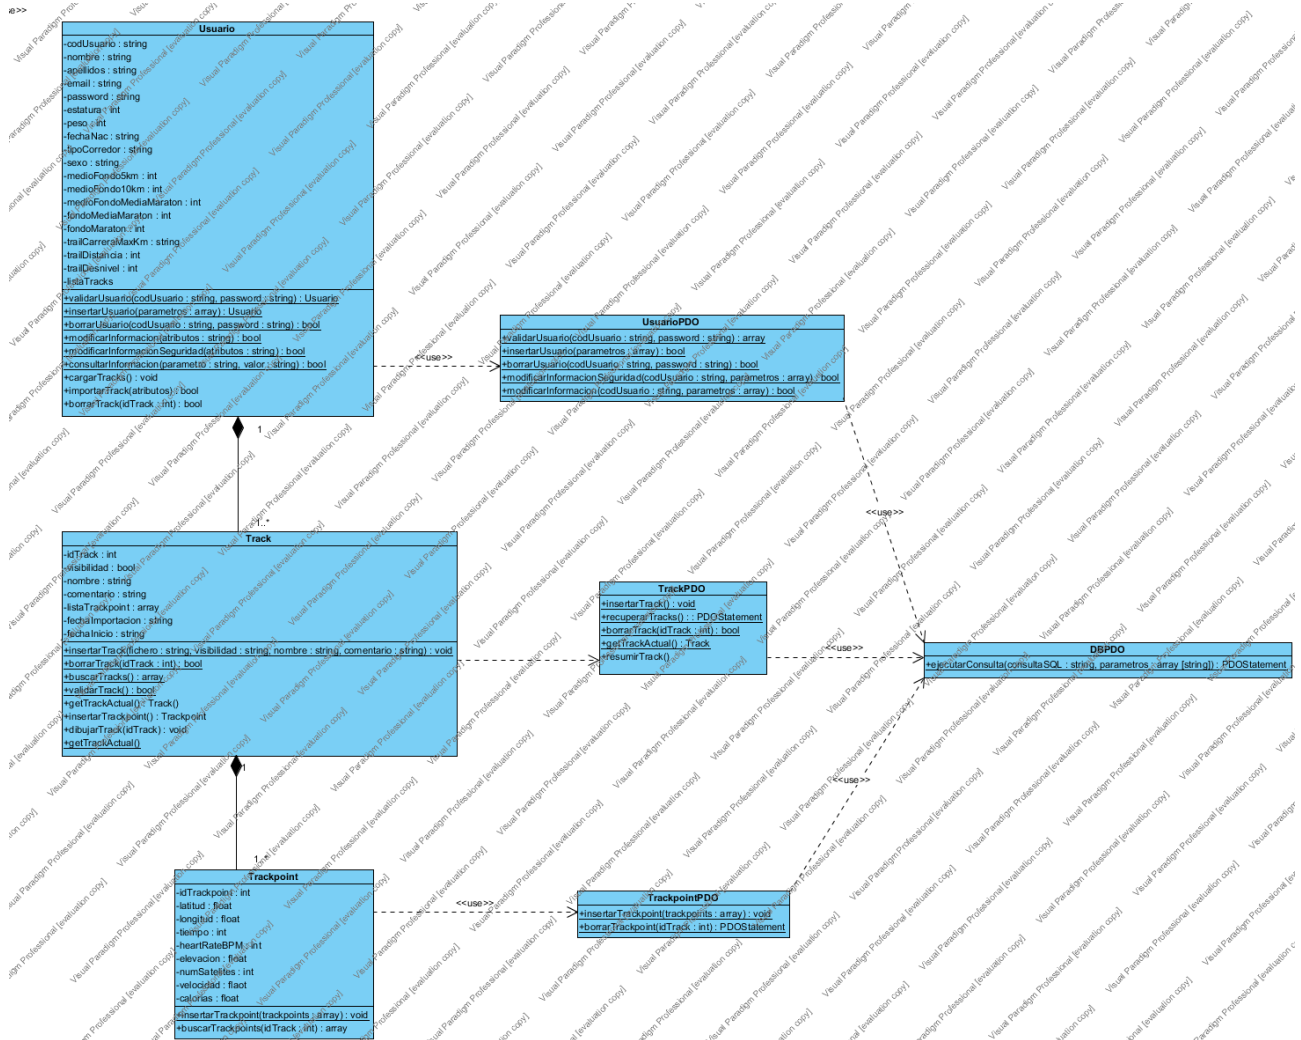 se>>
Usuario
-codUsuario : string
-nombre : string
-apellidos : string
-email : string
-password : string
-estatura : int
-peso : int
-fechaNac : string
-tipoCorredor : string
-sexo : string
-medioFondo5km : int
-medioFondo10km : int
-medioFondoMediaMaraton : int
-fondoMediaMaraton : int
-fondoMaraton : int
-trailCarreraMaxKm : string
-trailDistancia : int
-trailDesnivel : int
-listaTracks
+validarUsuario(codUsuario : string, password : string) : Usuario
+insertarUsuario(parametros : array) : Usuario
+borrarUsuario(codUsuario : string, password : string) : bool
+modificarInformacion(atributos : string) : bool
+modificarInformacionSeguridad(atributos : string) : bool
+consultarInformacion(parametro : string, valor : string) : bool
+cargarTracks() : void
+importarTrack(atributos) : bool
+borrarTrack(idTrack : int) : bool
<<use>>
UsuarioPDO
+validarUsuario(codUsuario : string, password : string) : array
+insertarUsuario(parametros : array) : bool
+borrarUsuario(codUsuario : string, password : string) : bool
+modificarInformacionSeguridad(codUsuario : string, parametros : array) : bool
+modificarInformacion(codUsuario : string, parametros : array) : bool
1
1..*
<<use>>
Track
-idTrack : int
-visibilidad : bool
-nombre : string
-comentario : string
-listaTrackpoint : array
-fechaImportacion : string
-fechaInicio : string
+insertarTrack(fichero : string, visibilidad : string, nombre : string, comentario : string) : void
+borrarTrack(idTrack : int) : bool
+buscarTracks() : array
+validarTrack() : bool
+getTrackActual() : Track()
+insertarTrackpoint() : Trackpoint
+dibujarTrack(idTrack) : void
+getTrackActual()
TrackPDO
+insertarTrack() : void
+recuperarTracks() : : PDOStatement
+borrarTrack(idTrack : int) : bool
+getTrackActual() : Track
+resumirTrack()
<<use>>
DBPDO
+ejecutarConsulta(consultaSQL : string, parametros : array [string]) : PDOStatement
1
1..*
<<use>>
Trackpoint
-idTrackpoint : int
-latitud : float
-longitud : float
-tiempo : int
-heartRateBPM : int
-elevacion : float
-numSatelites : int
-velocidad : float
-calorias : flaot
+insertarTrackpoint(trackpoints : array) : void
+buscarTrackpoints(idTrack : int) : array
<<use>>
TrackpointPDO
+insertarTrackpoint(trackpoints : array) : void
+borrarTrackpoint(idTrack : int) : PDOStatement
Visual Paradigm Professional [evaluation copy]